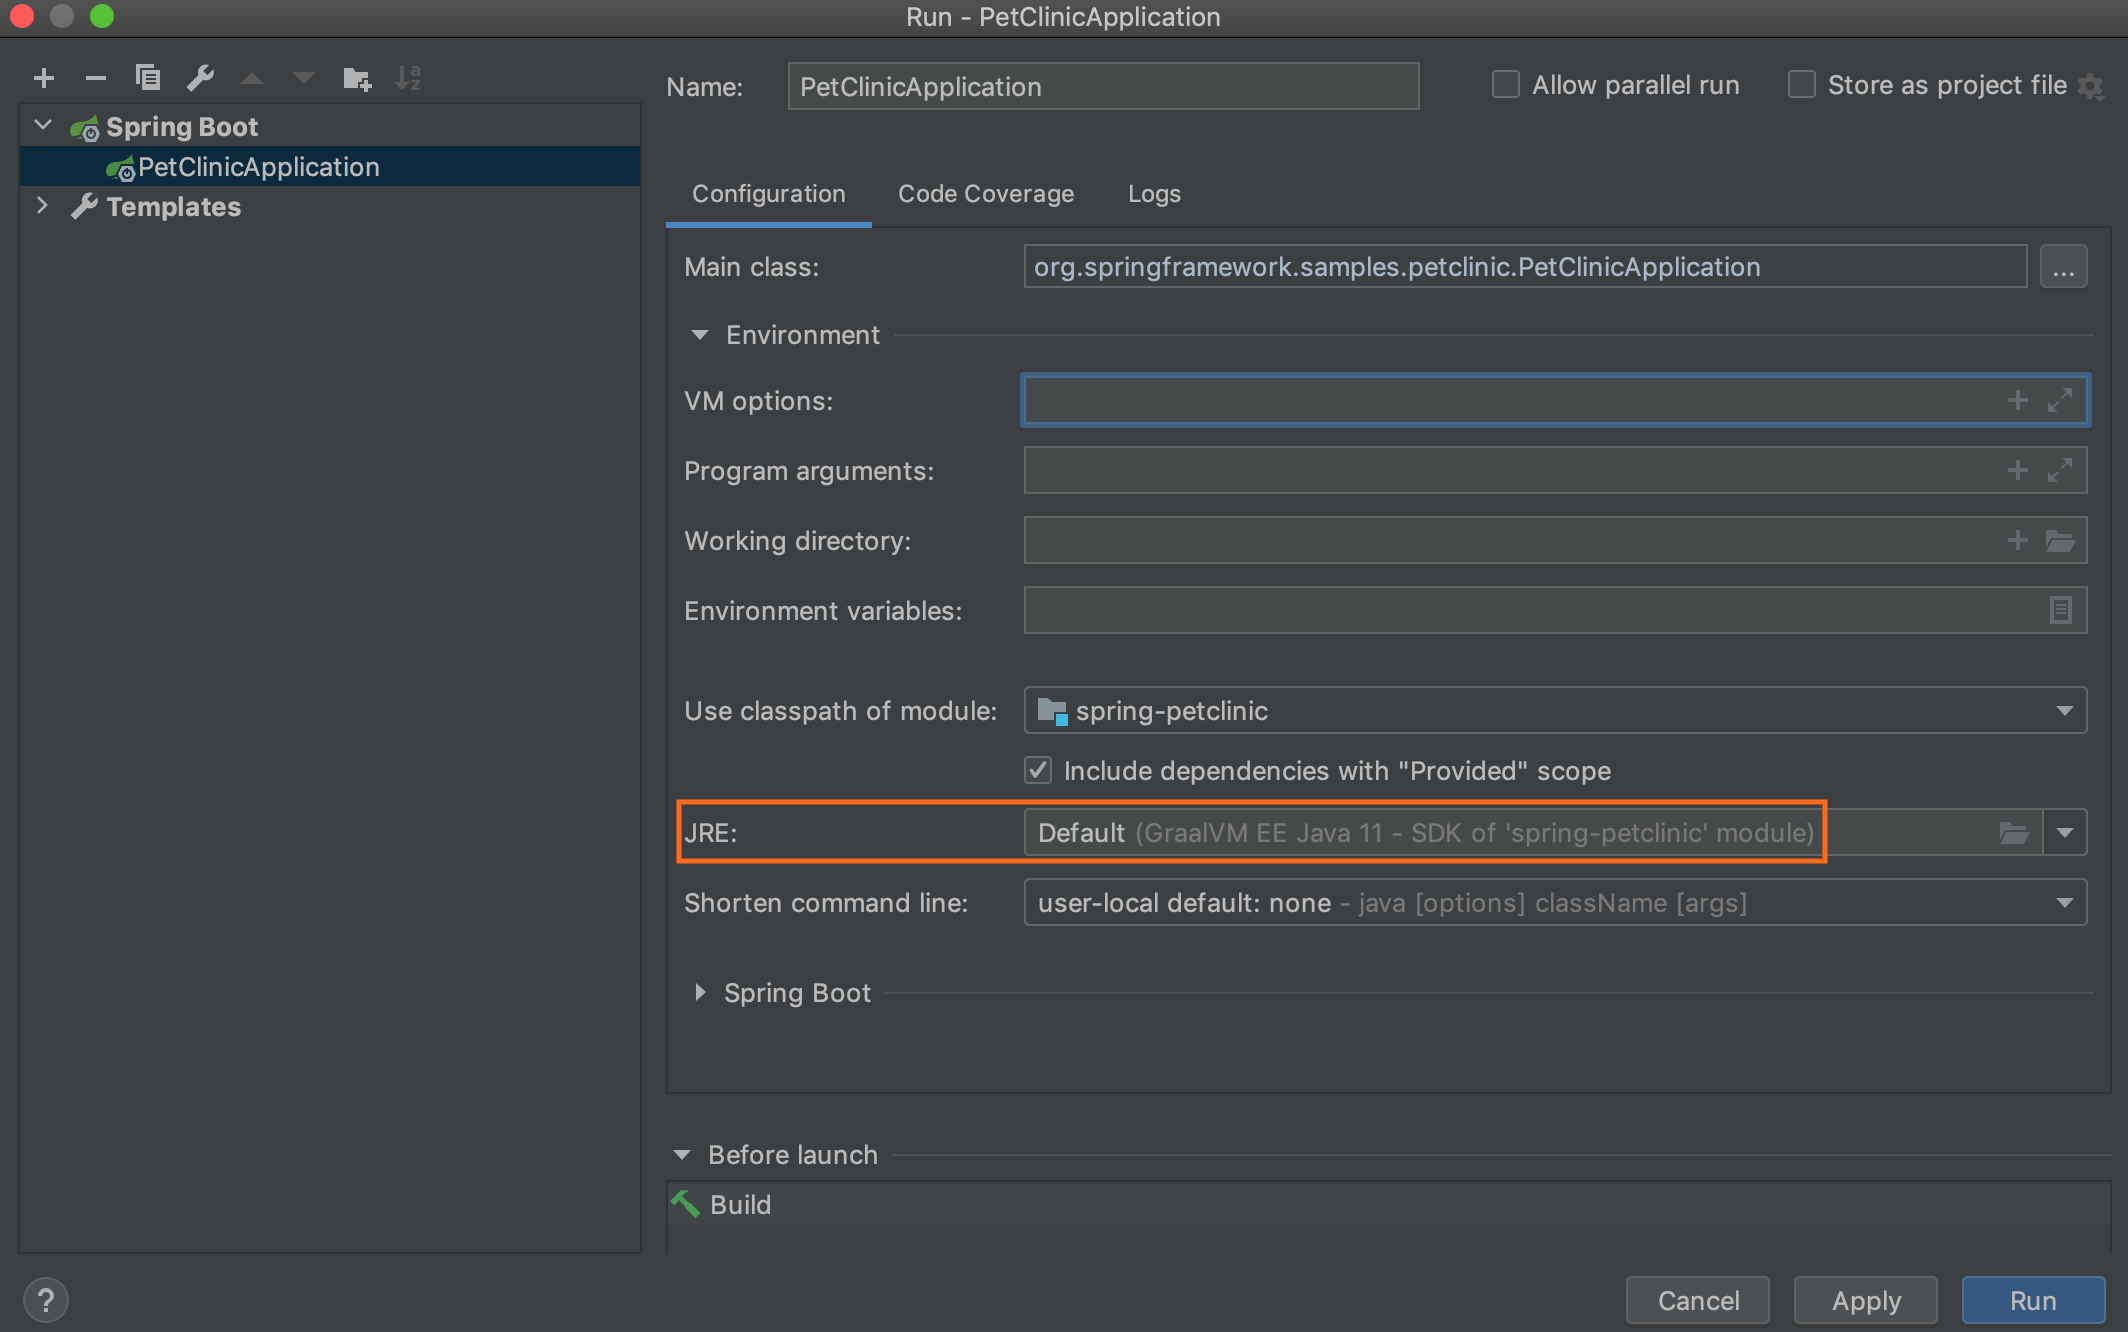 Run - PetClinicApplication
Name: PetClinicApplication Allow parallel run Store as project file
Spring Boot
PetClinicApplication
Templates
Configuration Code Coverage Logs
Main class: org.springframework.samples.petclinic.PetClinicApplication ...
Environment
VM options:
Program arguments:
Working directory:
Environment variables:
Use classpath of module: spring-petclinic
Include dependencies with "Provided" scope
JRE: Default (GraalVM EE Java 11 - SDK of 'spring-petclinic' module)
Shorten command line: user-local default: none - java [options] className [args]
Spring Boot
Before launch
Build
? Cancel Apply Run